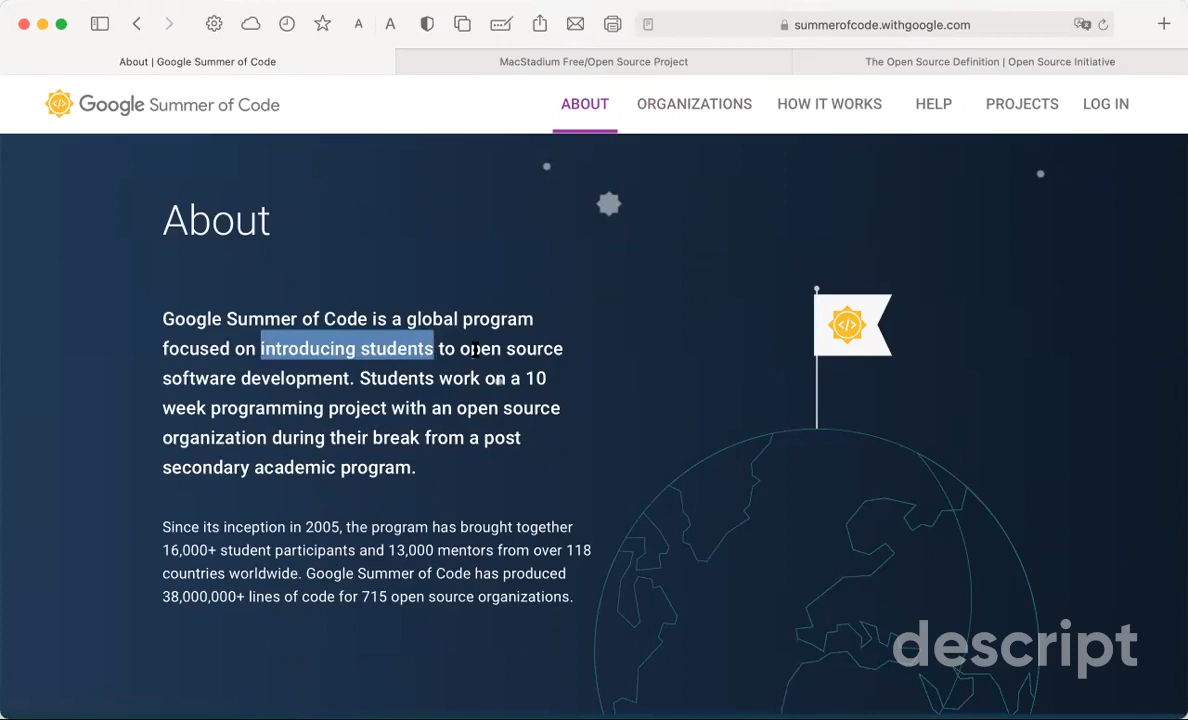 A A summerofcode.withgoogle.com
About | Google Summer of Code MacStadium Free/Open Source Project The Open Source Definition | Open Source Initiative
Google Summer of Code ABOUT ORGANIZATIONS HOW IT WORKS HELP PROJECTS LOG IN
About
Google Summer of Code is a global program
focused on introducing students to open source
software development. Students work on a 10
week programming project with an open source
organization during their break from a post
secondary academic program.
Since its inception in 2005, the program has brought together
16,000+ student participants and 13,000 mentors from over 118
countries worldwide. Google Summer of Code has produced
38,000,000+ lines of code for 715 open source organizations.
descript